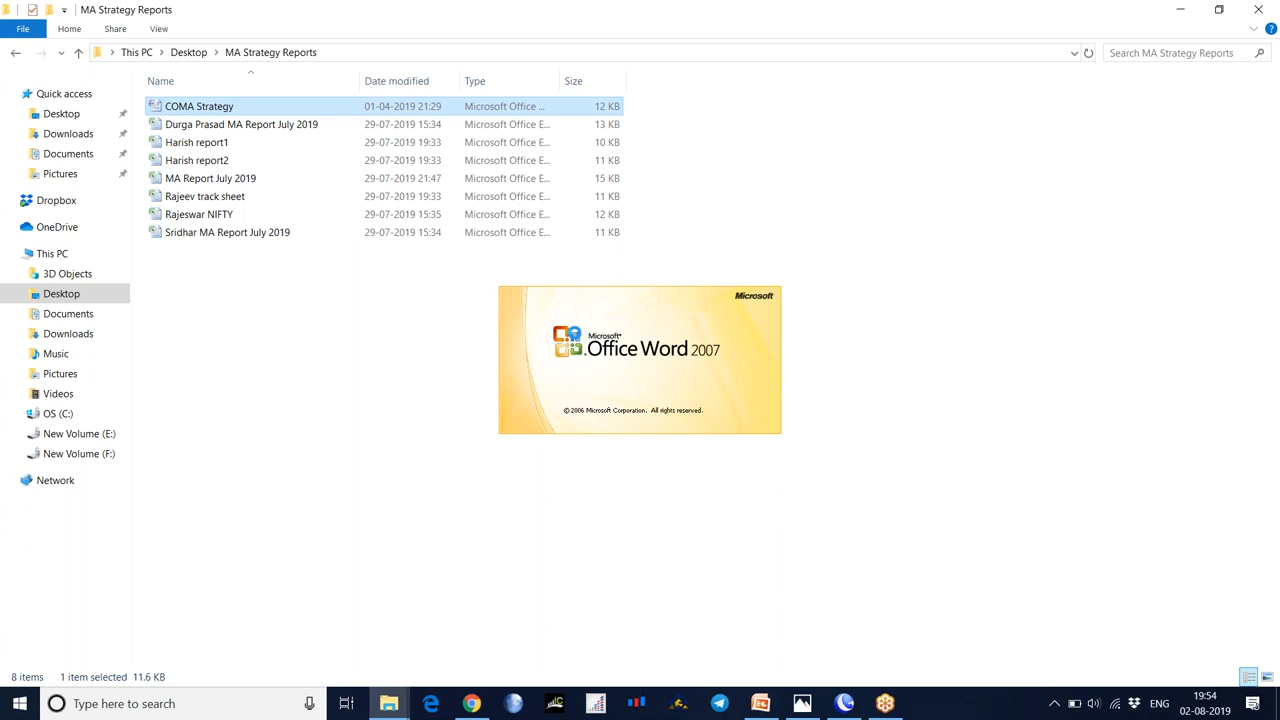 MA Strategy Reports
File Home Share View
This PC Desktop MA Strategy Reports Search MA Strategy Reports
Name Date modified Type Size
Quick access
Desktop
Downloads
Documents
Pictures
Dropbox
OneDrive
This PC
3D Objects
Desktop
Documents
Downloads
Music
Pictures
Videos
OS (C:)
New Volume (E:)
New Volume (F:)
Network
COMA Strategy 01-04-2019 21:29 Microsoft Office ... 12 KB
Durga Prasad MA Report July 2019 29-07-2019 15:34 Microsoft Office E... 13 KB
Harish report1 29-07-2019 19:33 Microsoft Office E... 10 KB
Harish report2 29-07-2019 19:33 Microsoft Office E... 11 KB
MA Report July 2019 29-07-2019 21:47 Microsoft Office E... 15 KB
Rajeev track sheet 29-07-2019 19:33 Microsoft Office E... 11 KB
Rajeswar NIFTY 29-07-2019 15:35 Microsoft Office E... 12 KB
Sridhar MA Report July 2019 29-07-2019 15:34 Microsoft Office E... 11 KB
Microsoft
Microsoft®
Office Word 2007
© 2006 Microsoft Corporation. All rights reserved.
8 items 1 item selected 11.6 KB
Type here to search
ENG
19:54
02-08-2019